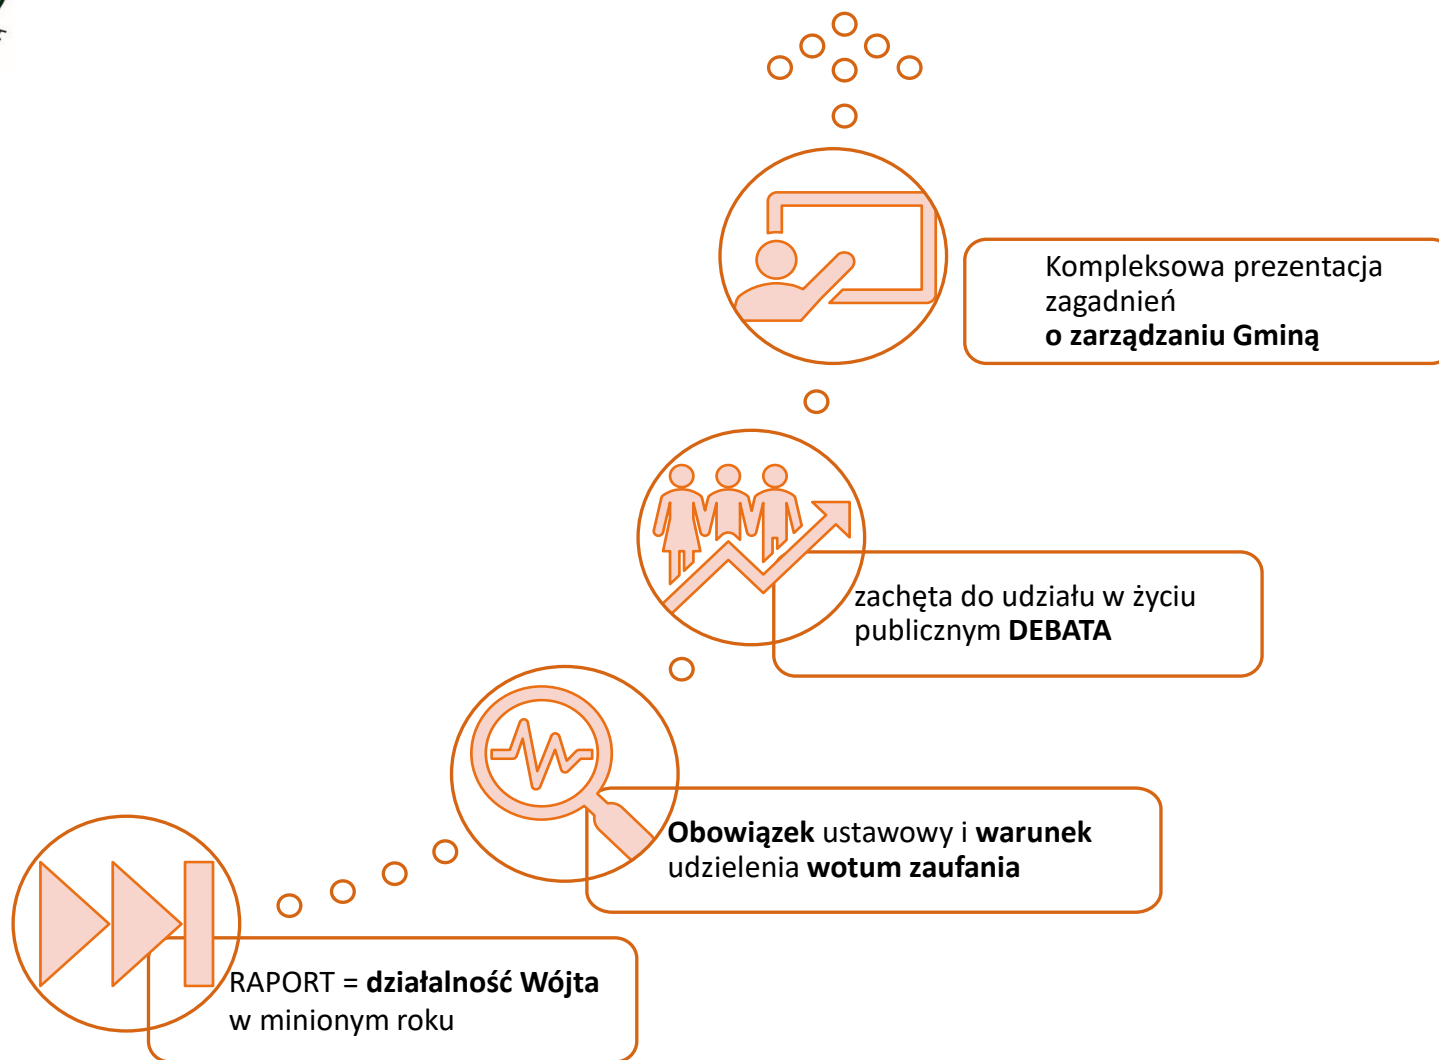 Kompleksowa prezentacja
zagadnień
o zarządzaniu Gminą
zachęta do udziału w życiu
publicznym DEBATA
Obowiązek ustawowy i warunek
udzielenia wotum zaufania
RAPORT = działalność Wójta
w minionym roku